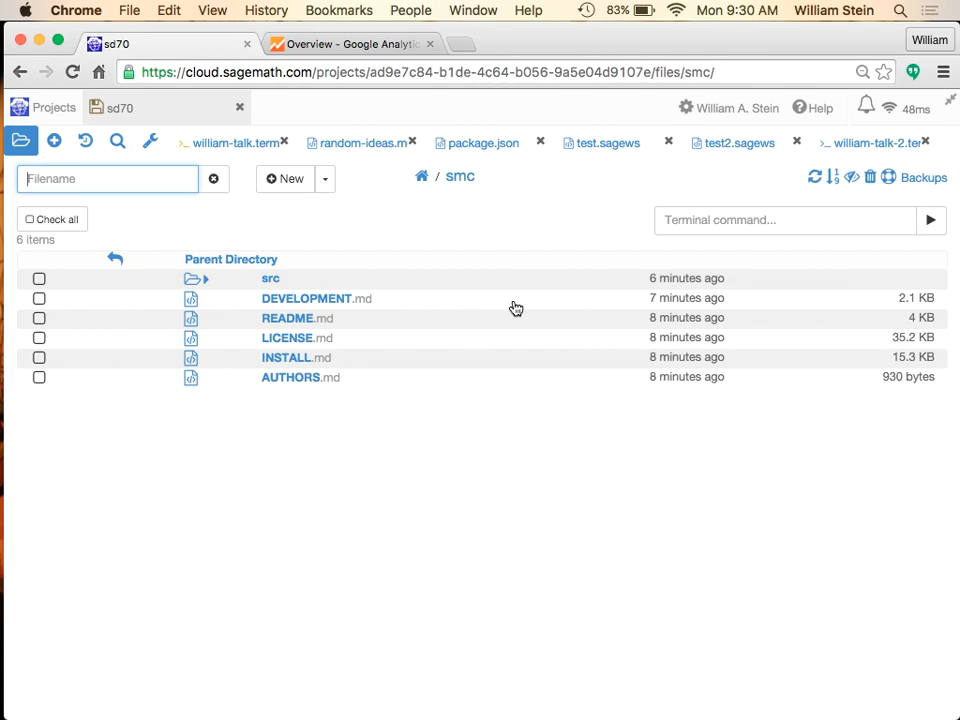 Chrome File Edit View History Bookmarks People Window Help 83% Mon 9:30 AM William Stein
sd70 Overview - Google Analytic William
https://cloud.sagemath.com/projects/ad9e7c84-b1de-4c64-b056-9a5e04d9107e/files/smc/
Projects sd70 William A. Stein Help 48ms
>_ william-talk.term random-ideas.m package.json test.sagews test2.sagews >_ william-talk-2.ter
Filename New / smc Backups
Check all Terminal command...
6 items
Parent Directory
src 6 minutes ago
DEVELOPMENT.md 7 minutes ago 2.1 KB
README.md 8 minutes ago 4 KB
LICENSE.md 8 minutes ago 35.2 KB
INSTALL.md 8 minutes ago 15.3 KB
AUTHORS.md 8 minutes ago 930 bytes